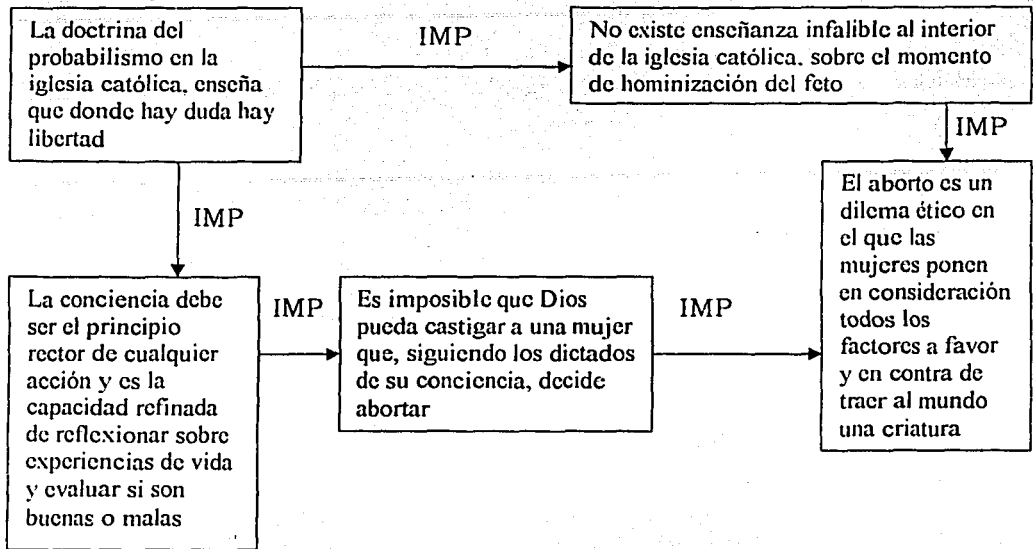 La doctrina del
probabilismo en la
iglesia católica, enseña
que donde hay duda hay
libertad
IMP
No existe enseñanza infalible al interior
de la iglesia católica, sobre el momento
de hominización del feto
IMP
IMP
El aborto es un
dilema ético en
el que las
mujeres ponen
en consideración
todos los
factores a favor
y en contra de
traer al mundo
una criatura
La conciencia debe
ser el principio
rector de cualquier
acción y es la
capacidad refinada
de reflexionar sobre
experiencias de vida
y evaluar si son
buenas o malas
IMP
Es imposible que Dios
pueda castigar a una mujer
que, siguiendo los dictados
de su conciencia, decide
abortar
IMP